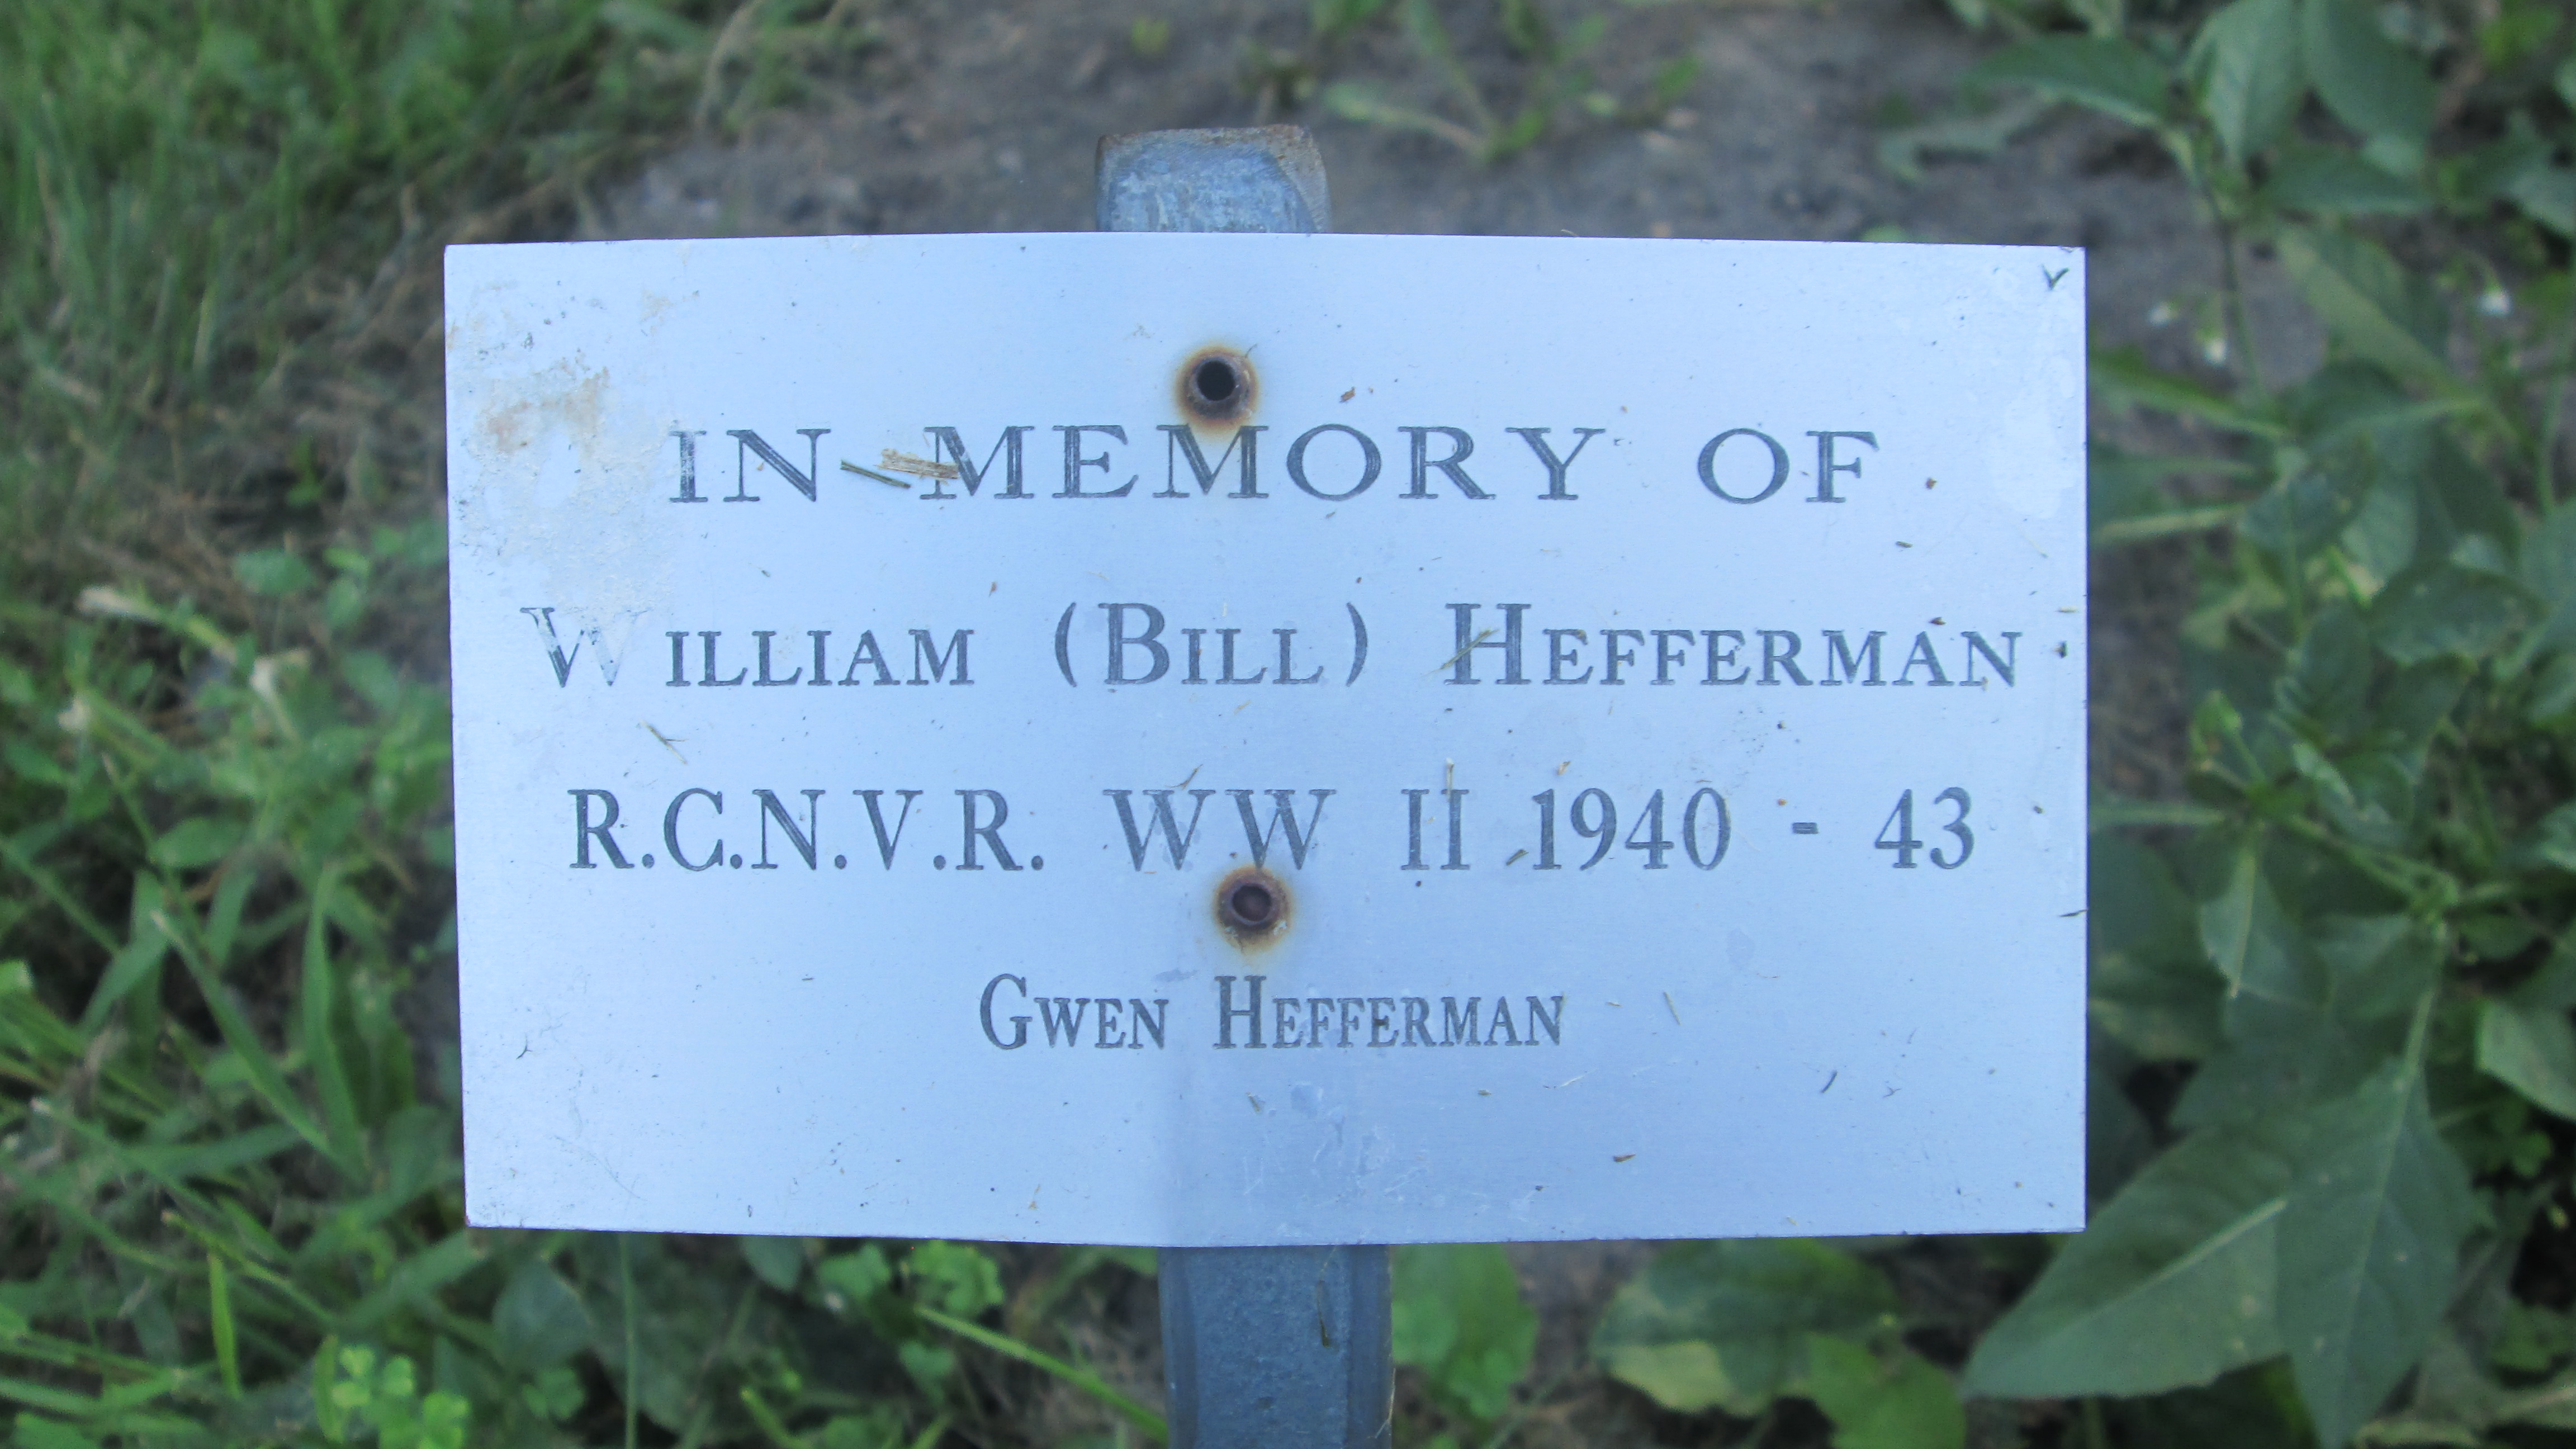 IN MEMORY OF
WILLIAM (BILL) HEFFERMAN
R.C.N.V.R. WW II 1940 - 43
GWEN HEFFERMAN